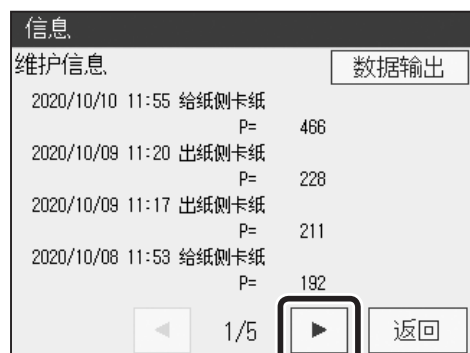 信息
维护信息 数据输出
2020/10/10 11:55 给纸侧卡纸
P= 466
2020/10/09 11:20 出纸侧卡纸
P= 228
2020/10/09 11:17 出纸侧卡纸
P= 211
2020/10/08 11:53 给纸侧卡纸
P= 192
◀ 1/5 ▶ 返回